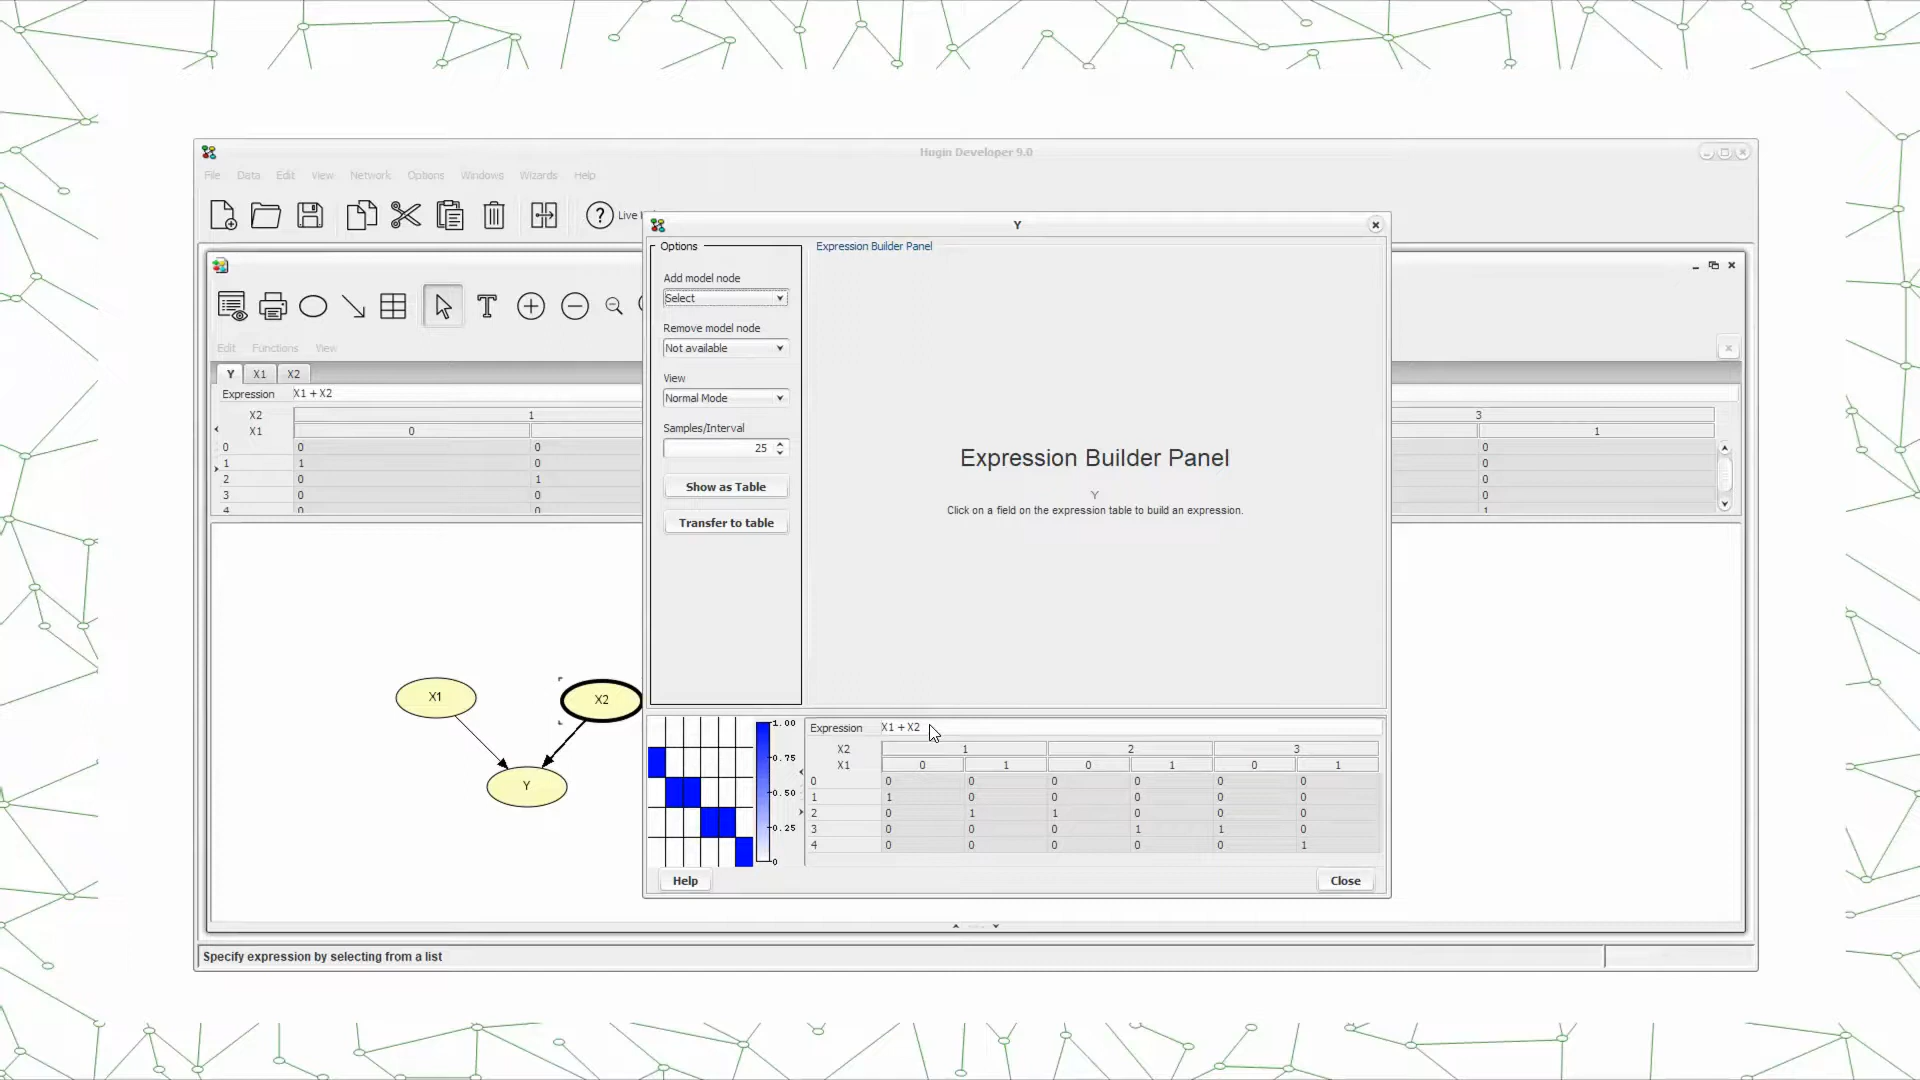 Hugin Developer 9.0
File Data Edit View Network Options Windows Wizards Help
? Live
Y
Options
Expression Builder Panel
Add model node
Select
Remove model node
Not available
View
Normal Mode
Samples/Interval
25
Show as Table
Transfer to table
Expression Builder Panel
Y
Click on a field on the expression table to build an expression.
T
Edit Functions View
Y X1 X2
Expression X1 + X2
X2 1 3
X1 0 1
0 0 0 0
1 1 0 0
2 0 1 0
3 0 0 0
4 0 0 1
X1
X2
Y
1.00
0.75
0.50
0.25
0
Expression X1 + X2
X2 1 2 3
X1 0 1 0 1 0 1
0 0 0 0 0 0 0
1 1 0 0 0 0 0
2 0 1 1 0 0 0
3 0 0 0 1 1 0
4 0 0 0 0 0 1
Help
Close
Specify expression by selecting from a list